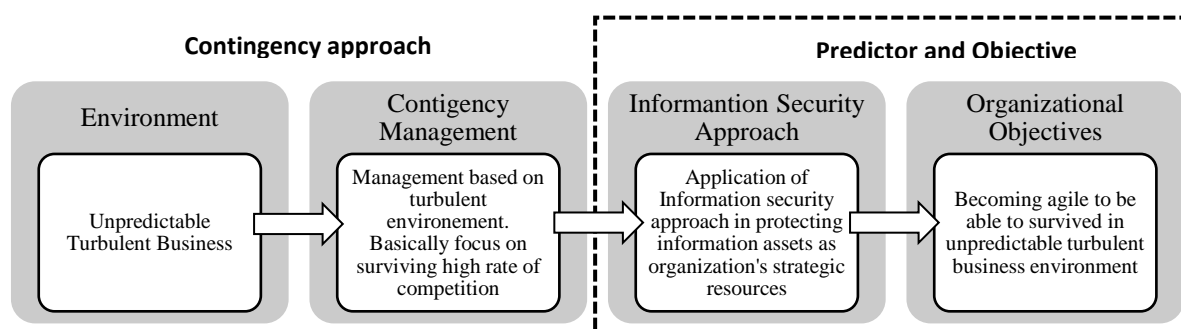 Contingency approach
Predictor and Objective
Environment
Unpredictable
Turbulent Business
Contigency
Management
Management based on
turbulent environement.
Basically focus on
surviving high rate of
competition
Informantion Security
Approach
Application of
Information security
approach in protecting
information assets as
organization's strategic
resources
Organizational
Objectives
Becoming agile to be
able to survived in
unpredictable turbulent
business environment